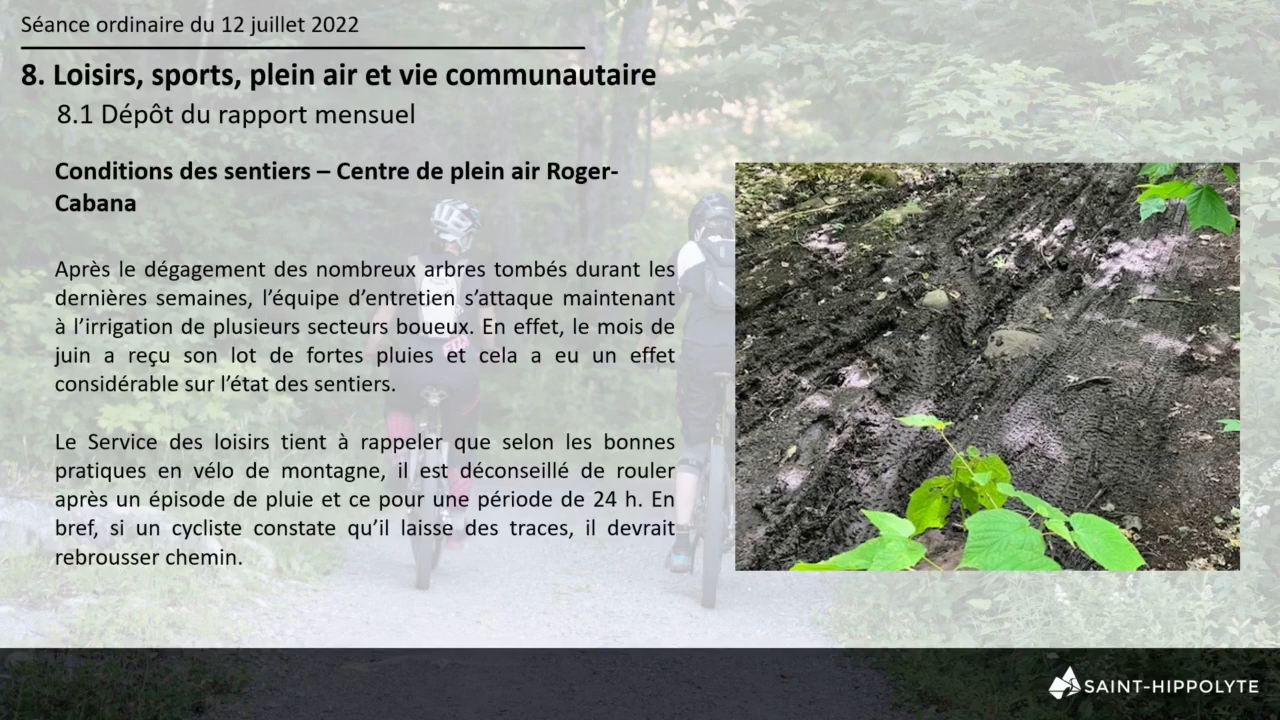 Séance ordinaire du 12 juillet 2022
8. Loisirs, sports, plein air et vie communautaire
8.1 Dépôt du rapport mensuel
Conditions des sentiers – Centre de plein air Roger-
Cabana
Après le dégagement des nombreux arbres tombés durant les
dernières semaines, l’équipe d’entretien s’attaque maintenant
à l’irrigation de plusieurs secteurs boueux. En effet, le mois de
juin a reçu son lot de fortes pluies et cela a eu un effet
considérable sur l’état des sentiers.
Le Service des loisirs tient à rappeler que selon les bonnes
pratiques en vélo de montagne, il est déconseillé de rouler
après un épisode de pluie et ce pour une période de 24 h. En
bref, si un cycliste constate qu’il laisse des traces, il devrait
rebrousser chemin.
SAINT-HIPPOLYTE